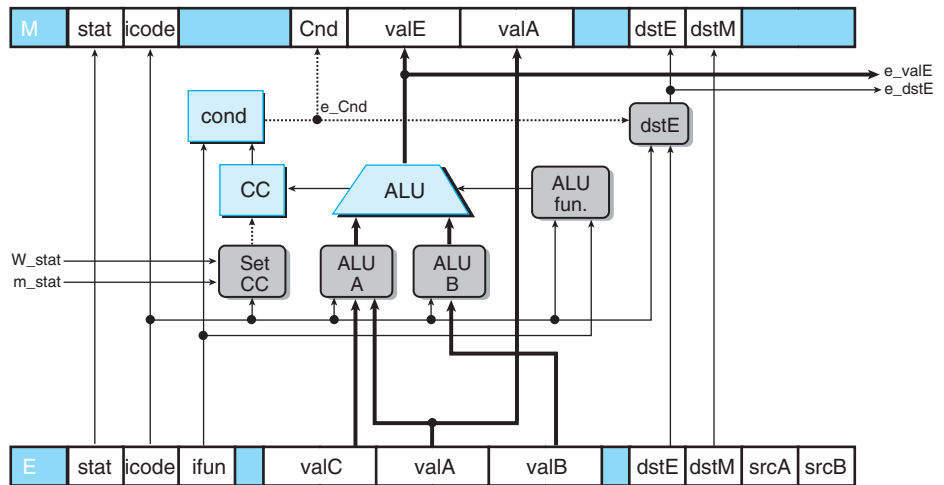 M stat icode Cnd valE valA dstE dstM
e_valE
e_dstE
e_Cnd
cond
dstE
CC
ALU
ALU
fun.
W_stat
m_stat
Set
CC
ALU
A
ALU
B
E stat icode ifun valC valA valB dstE dstM srcA srcB